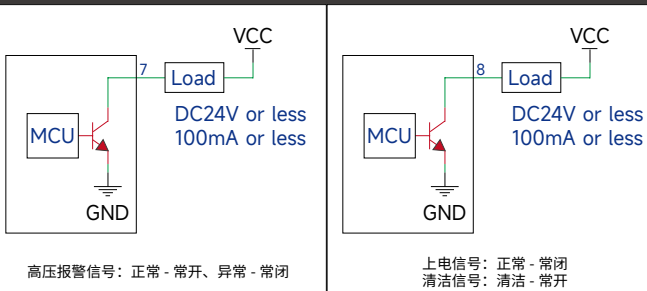 VCC
7
Load
DC24V or less
100mA or less
MCU
GND
高压报警信号：正常 - 常开、异常 - 常闭
VCC
8
Load
DC24V or less
100mA or less
MCU
GND
上电信号：正常 - 常闭
清洁信号：清洁 - 常开